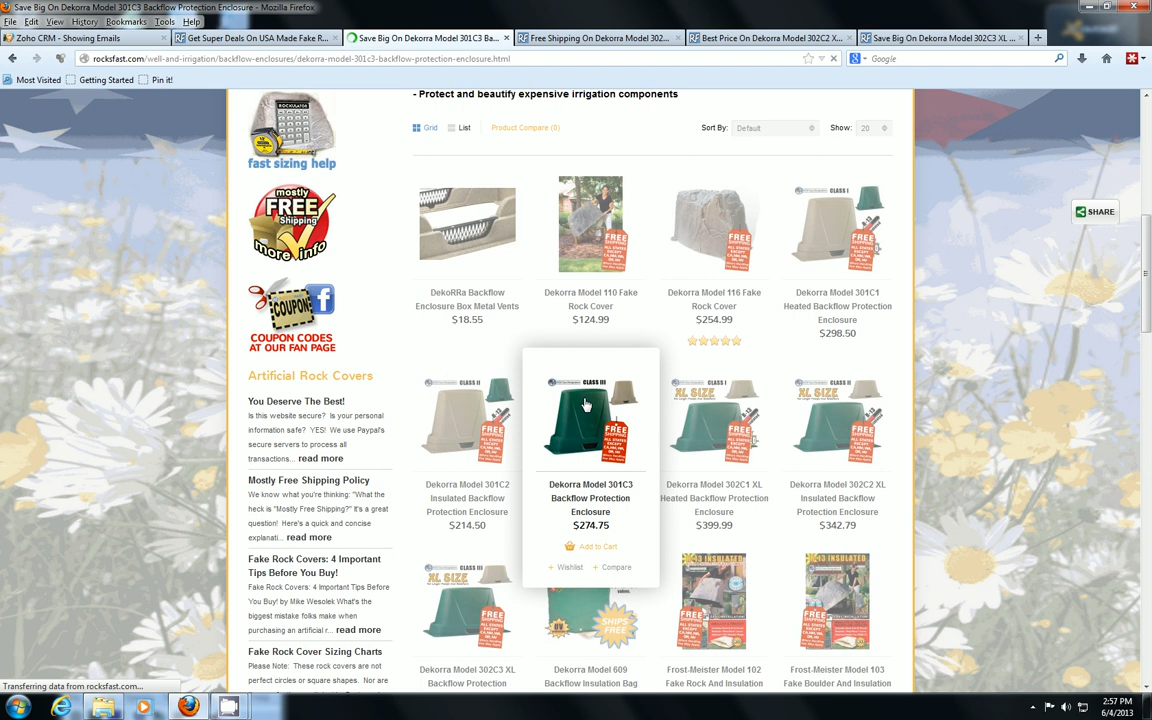 Save Big On Dekorra Model 301C3 Backflow Protection Enclosure - Mozilla Firefox
File Edit View History Bookmarks Tools Help
Zoho CRM - Showing Emails
Get Super Deals On USA Made Fake R...
Save Big On Dekorra Model 301C3 Ba...
Free Shipping On Dekorra Model 302...
Best Price On Dekorra Model 302C2 X...
Save Big On Dekorra Model 302C3 XL ...
rocksfast.com/well-and-irrigation/backflow-enclosures/dekorra-model-301c3-backflow-protection-enclosure.html
Google
Most Visited Getting Started Pin it!
- Protect and beautify expensive irrigation components
Grid List Product Compare (0) Sort By: Default Show: 20
ROCKULATOR
fast sizing help
mostly
FREE
Shipping
more info
COUPON
COUPON CODES
AT OUR FAN PAGE
SHARE
DekoRRa Backflow
Enclosure Box Metal Vents
$18.55
Dekorra Model 110 Fake
Rock Cover
$124.99
Dekorra Model 116 Fake
Rock Cover
$254.99
CLASS I
Dekorra Model 301C1
Heated Backflow Protection
Enclosure
$298.50
Artificial Rock Covers
You Deserve The Best!
Is this website secure? Is your personal
information safe? YES! We use Paypal's
secure servers to process all
transactions... read more
Mostly Free Shipping Policy
We know what you're thinking: "What the
heck is "Mostly Free Shipping?" It's a great
question! Here's a quick and concise
explanati... read more
Fake Rock Covers: 4 Important
Tips Before You Buy!
Fake Rock Covers: 4 Important Tips Before
You Buy! by Mike Wesolek What's the
biggest mistake folks make when
purchasing an artificial r... read more
Fake Rock Cover Sizing Charts
Please Note: These rock covers are not
perfect circles or square shapes. Nor are
CLASS II
Dekorra Model 301C2
Insulated Backflow
Protection Enclosure
$214.50
CLASS III
Dekorra Model 301C3
Backflow Protection
Enclosure
$274.75
Add to Cart
+ Wishlist + Compare
CLASS I
XL SIZE
Dekorra Model 302C1 XL
Heated Backflow Protection
Enclosure
$399.99
CLASS II
XL SIZE
Dekorra Model 302C2 XL
Insulated Backflow
Protection Enclosure
$342.79
CLASS III
XL SIZE
Dekorra Model 302C3 XL
Backflow Protection
UV
SHIPS
FREE
Dekorra Model 609
Backflow Insulation Bag
R-13 INSULATED
Frost-Meister Model 102
Fake Rock And Insulation
R-13 INSULATED
Frost-Meister Model 103
Fake Boulder And Insulation
Transferring data from rocksfast.com...
2:57 PM
6/4/2013